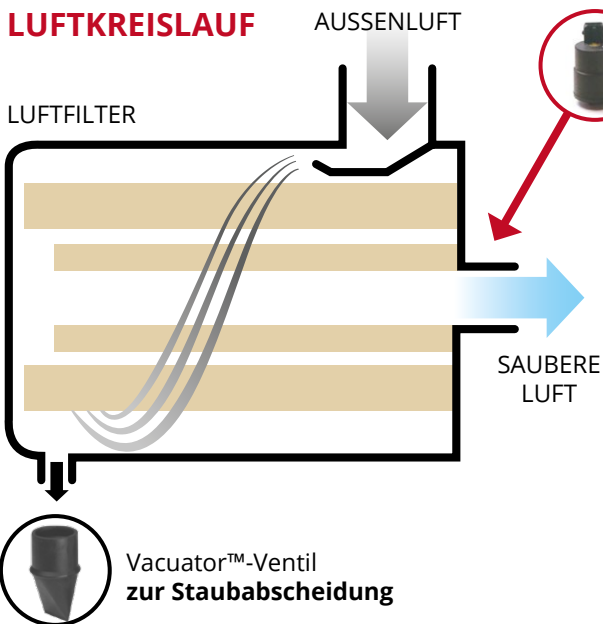 LUFTKREISLAUF
AUSSENLUFT
LUFTFILTER
SAUBERE
LUFT
Vacuator™-Ventil
zur Staubabscheidung